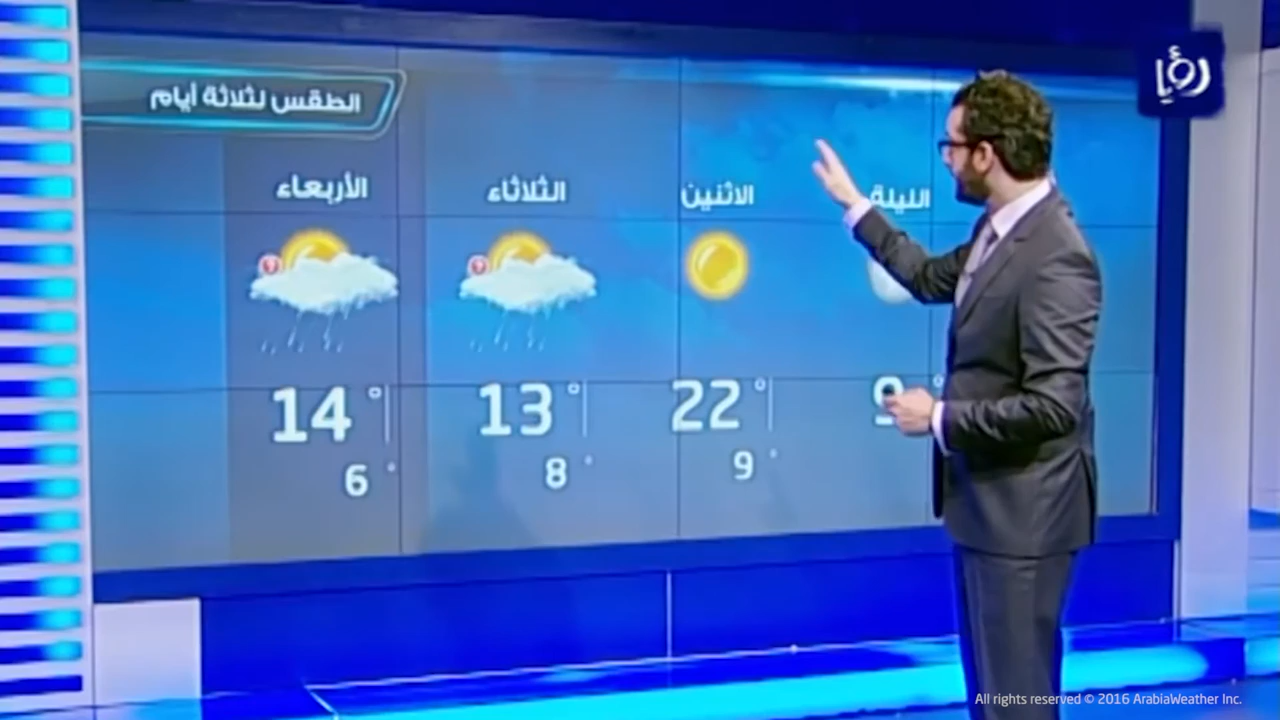 رؤيا
الطقس لثلاثة أيام
الليلة
الاثنين
الثلاثاء
الأربعاء
9°
22°
13°
14°
9°
8°
6°
All rights reserved © 2016 ArabiaWeather Inc.